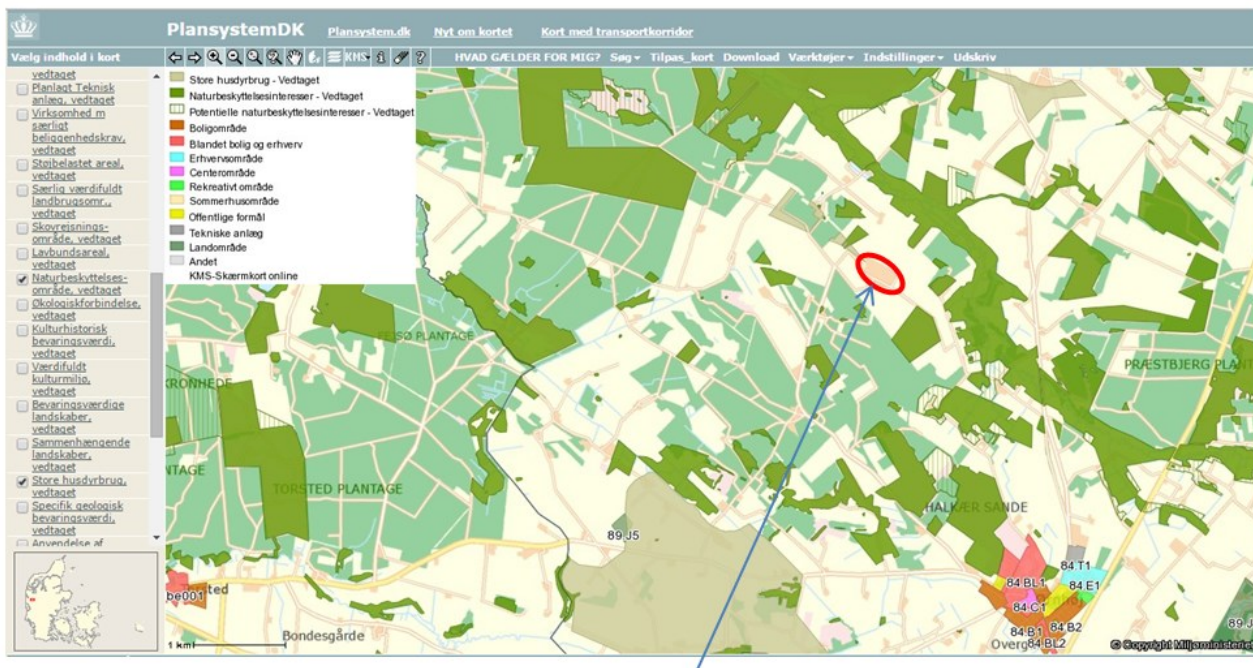 PlansystemDK Plansystem.dk Nyt om kortet Kort med transportkorridor
Vælg indhold i kort
KMS
HVAD GÆLDER FOR MIG? Søg Tilpas_kort Download Værktøjer Indstillinger Udskriv
vedtaget
Planlagt Teknisk
anlæg, vedtaget
Virksomhed m
særligt
beliggenhedskrav,
vedtaget
Støjbelastet areal,
vedtaget
Særlig værdifuldt
landbrugsomr.,
vedtaget
Skovrejsnings-
område, vedtaget
Lavbundsareal,
vedtaget
Naturbeskyttelses-
område, vedtaget
Økologiskforbindelse,
vedtaget
Kulturhistorisk
bevaringsværdi,
vedtaget
Værdifuldt
kulturmiljø,
vedtaget
Bevaringsværdige
landskaber,
vedtaget
Sammenhængende
landskaber,
vedtaget
Store husdyrbrug,
vedtaget
Specifik geologisk
bevaringsværdi,
vedtaget
Anvendelse af
Store husdyrbrug - Vedtaget
Naturbeskyttelsesinteresser - Vedtaget
Potentielle naturbeskyttelsesinteresser - Vedtaget
Boligområde
Blandet bolig og erhverv
Erhvervsområde
Centerområde
Rekreativt område
Sommerhusområde
Offentlige formål
Tekniske anlæg
Landområde
Andet
KMS-Skærmkort online
FEJSØ PLANTAGE
KRONHEDE
PRÆSTBJERG PLANT
NTAGE
TORSTED PLANTAGE
HALKJÆR SANDE
89.J5
84.T1
84.BL1
84.E1
84.C1
84.B1
84.B2
84.BL2
be001
Bondesgårde
Overg
89.J
1 km
© Copyright Miljøministeriet